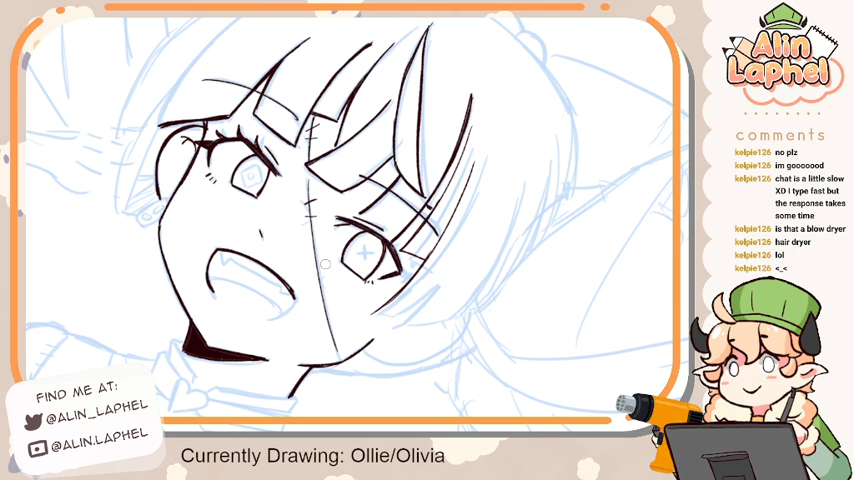 Alin
Laphel
comments
kelpie126 no plz
kelpie126 im gooooood
kelpie126 chat is a little slow
XD I type fast but
the response takes
some time
kelpie126 is that a blow dryer
kelpie126 hair dryer
kelpie126 lol
kelpie126 <_<
FIND ME AT:
@ALIN_LAPHEL
@ALIN.LAPHEL
Currently Drawing: Ollie/Olivia